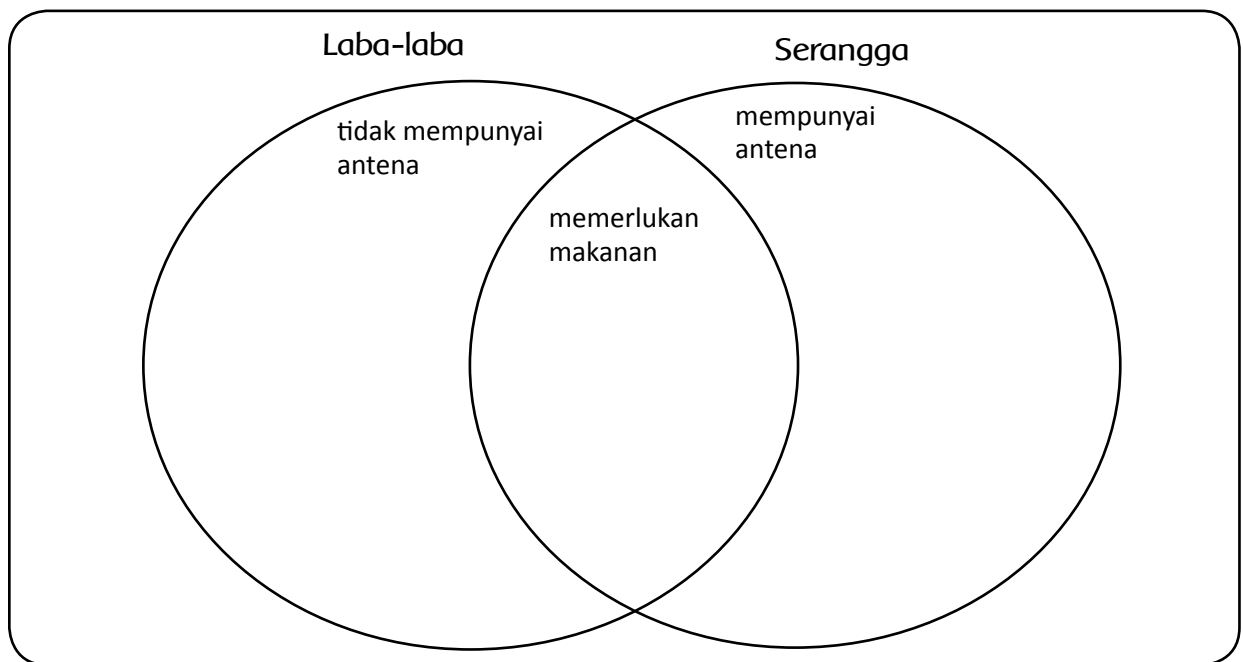 Laba-laba
Serangga
tidak mempunyai
antena
memerlukan
makanan
mempunyai
antena